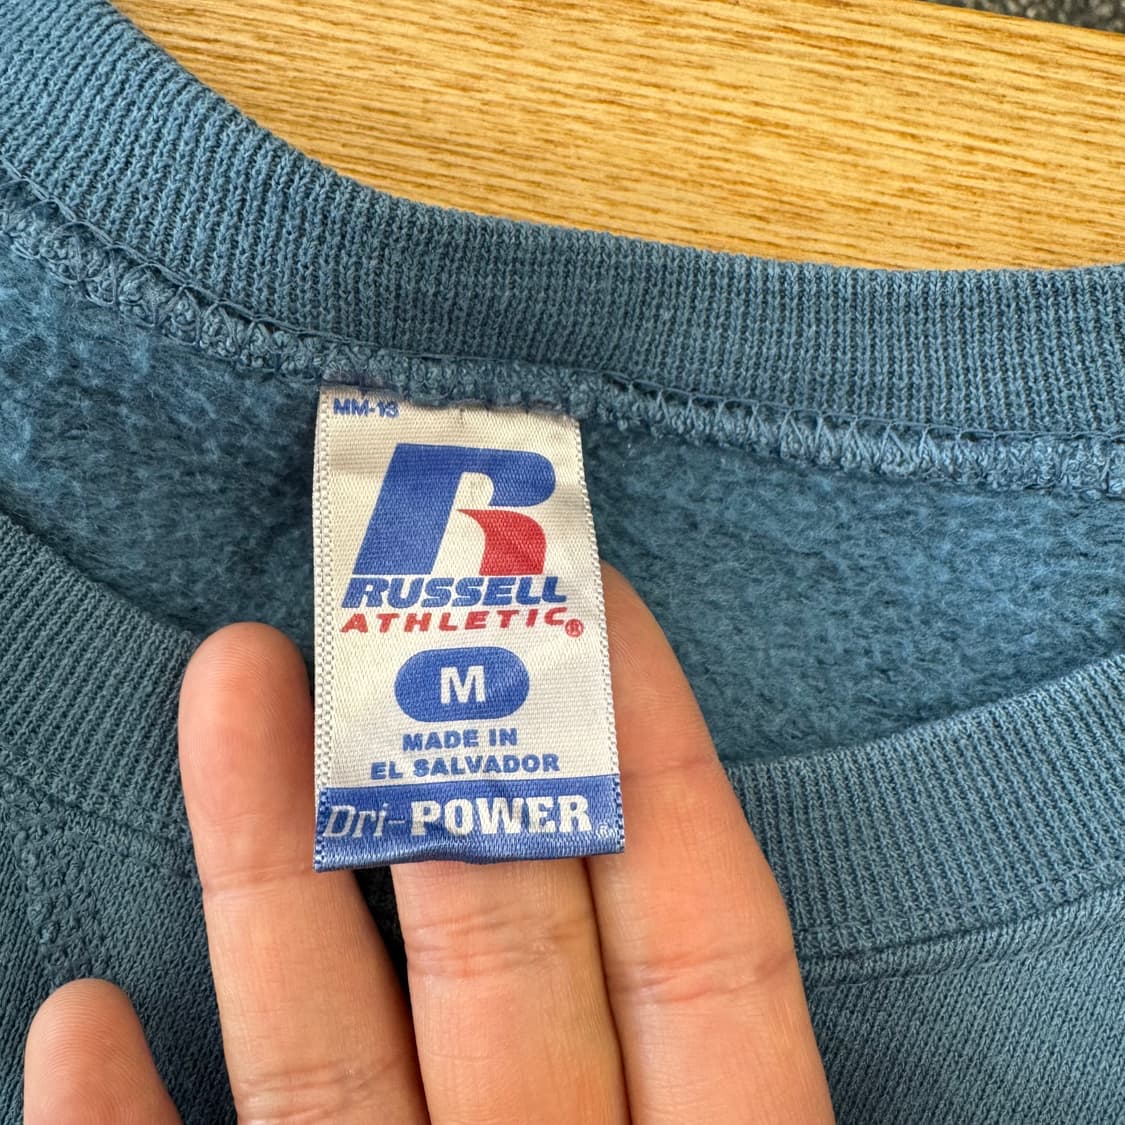 MM-13
RUSSELL
ATHLETIC®
M
MADE IN
EL SALVADOR
Dri-POWER®